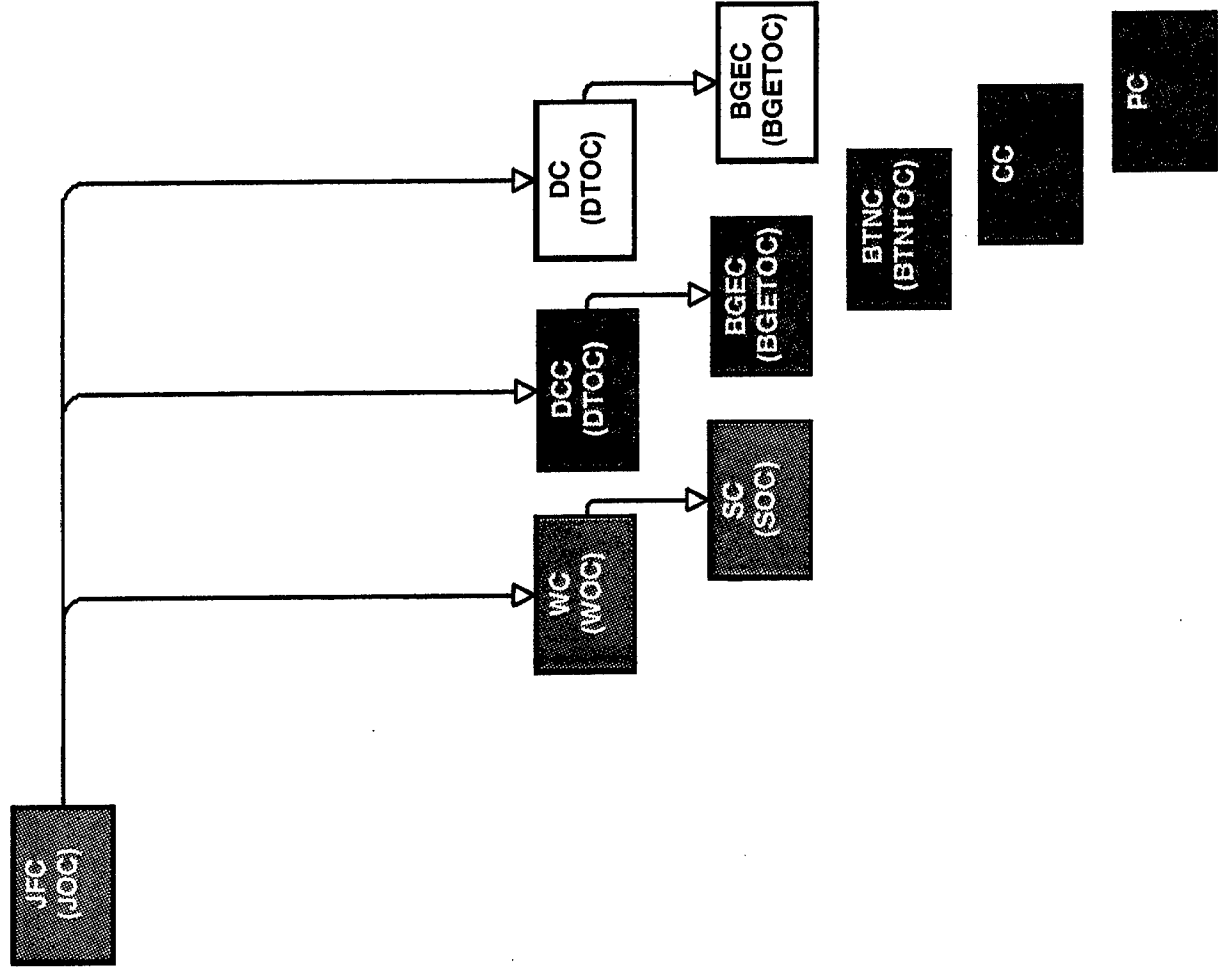 JFC
(JOC)
WC
(WOC)
DCC
(DTOC)
DC
(DTOC)
SC
(SOC)
BGEC
(BGETOC)
BGEC
(BGETOC)
BTNC
(BTNTOC)
CC
PC